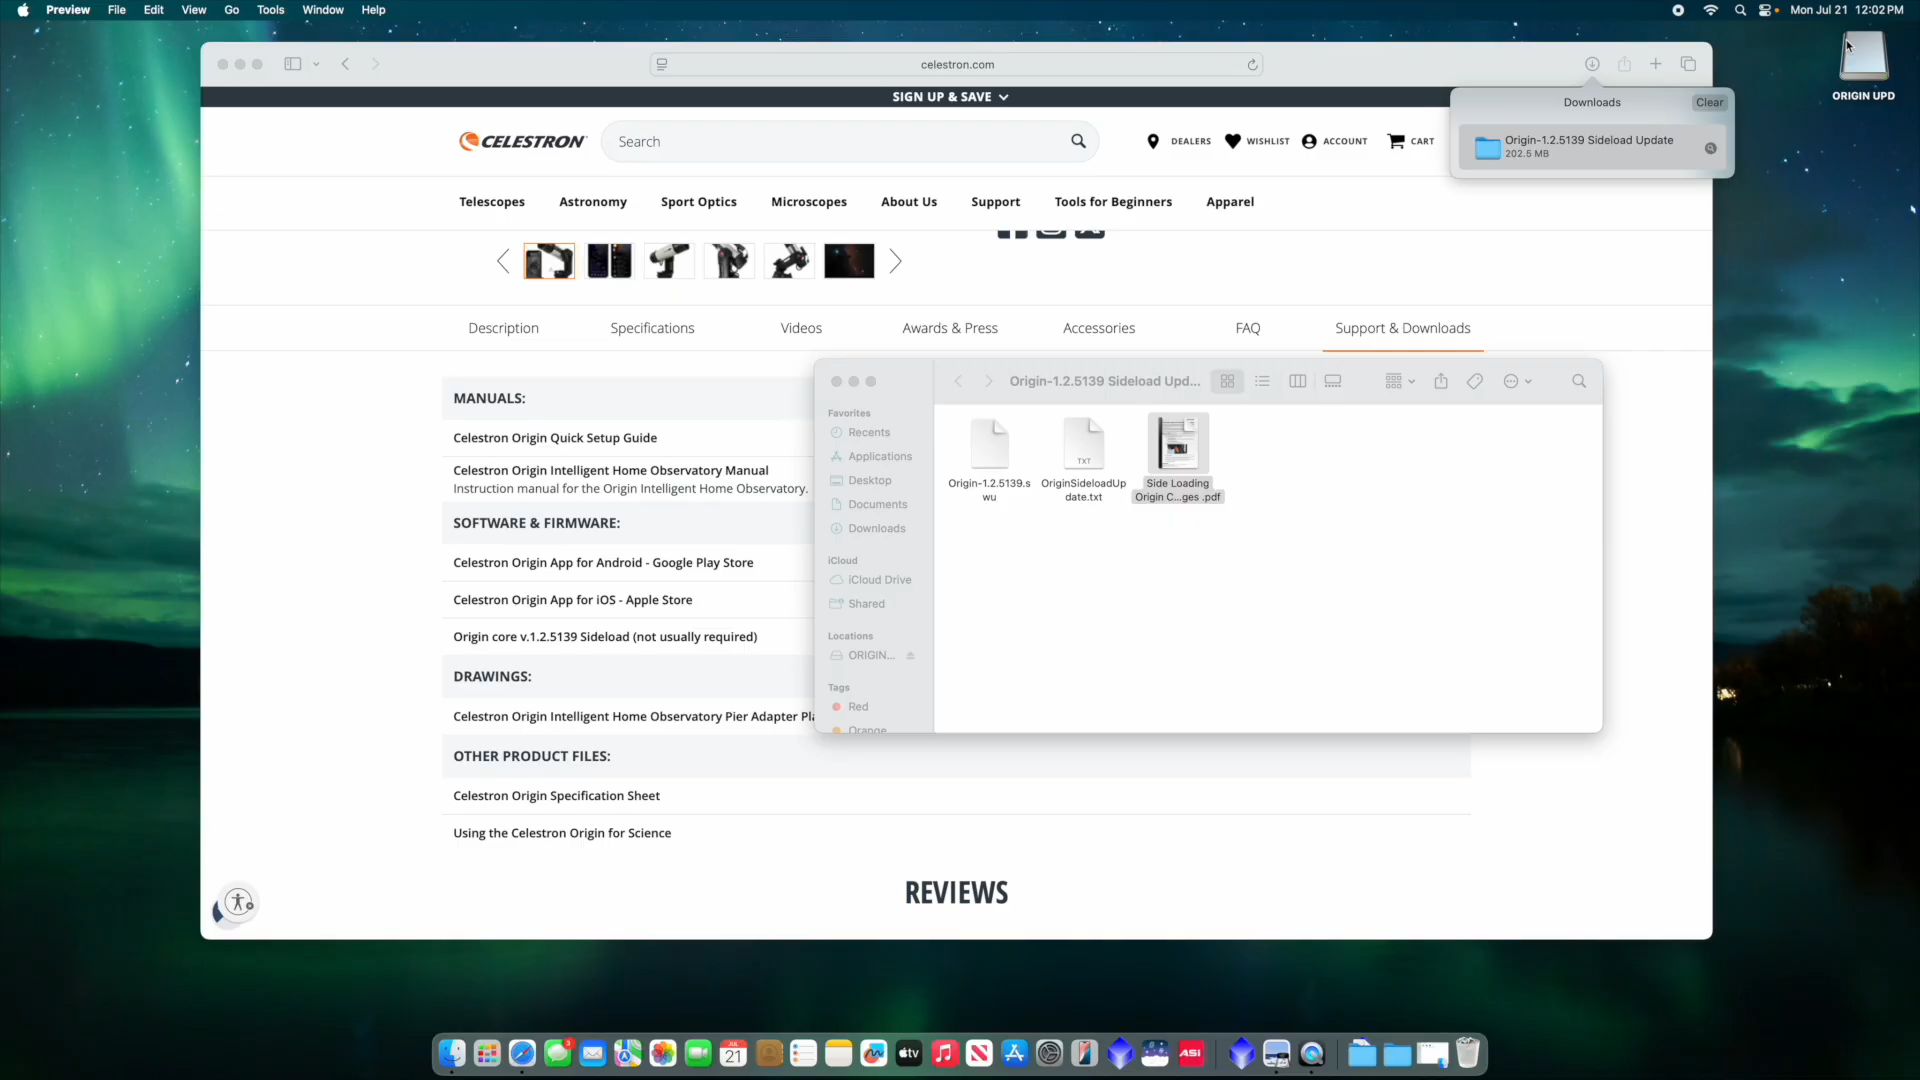 Preview File Edit View Go Tools Window Help
Mon Jul 21 12:02 PM
ORIGIN UPD
celestron.com
SIGN UP & SAVE
Downloads
Clear
Origin-1.2.5139 Sideload Update
202.5 MB
CELESTRON
Search
DEALERS WISHLIST ACCOUNT CART
Telescopes Astronomy Sport Optics Microscopes About Us Support Tools for Beginners Apparel
Description Specifications Videos Awards & Press Accessories FAQ Support & Downloads
MANUALS:
Celestron Origin Quick Setup Guide
Celestron Origin Intelligent Home Observatory Manual
Instruction manual for the Origin Intelligent Home Observatory.
SOFTWARE & FIRMWARE:
Celestron Origin App for Android - Google Play Store
Celestron Origin App for iOS - Apple Store
Origin core v.1.2.5139 Sideload (not usually required)
DRAWINGS:
Celestron Origin Intelligent Home Observatory Pier Adapter Pla
OTHER PRODUCT FILES:
Celestron Origin Specification Sheet
Using the Celestron Origin for Science
REVIEWS
Origin-1.2.5139 Sideload Upd...
Favorites
Recents
Applications
Desktop
Documents
Downloads
iCloud
iCloud Drive
Shared
Locations
ORIGIN...
Tags
Red
Orange
TXT
Origin-1.2.5139.s
wu
OriginSideloadUp
date.txt
Side Loading
Origin C...ges .pdf
3
JUL
21
tv
ASI